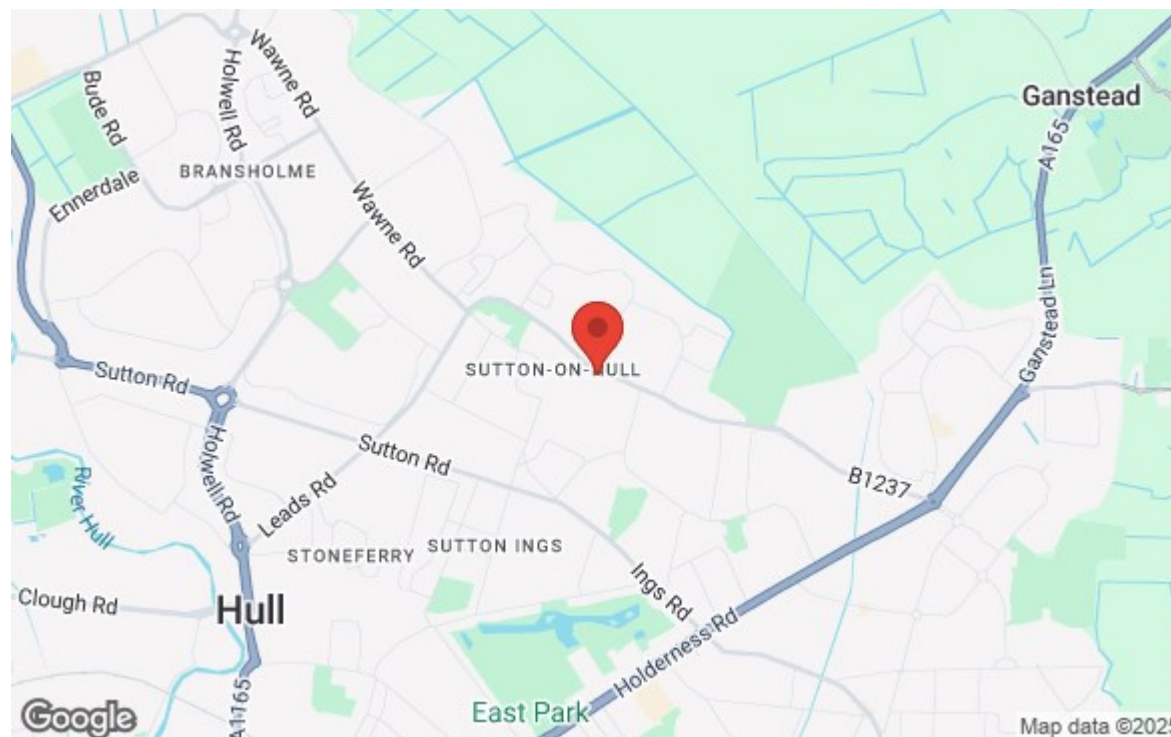 Wawne Rd
Holwell Rd
Bude Rd
Ganstead
A165
BRANSHOLME
Ennerdale
Wawne Rd
Ganstead Ln
SUTTON-ON-HULL
Sutton Rd
Holwell Rd
Sutton Rd
B1237
River Hull
Leads Rd
STONEFERRY
SUTTON INGS
Ings Rd
Clough Rd
Hull
Holderness Rd
A1165
East Park
Google
Map data ©2025